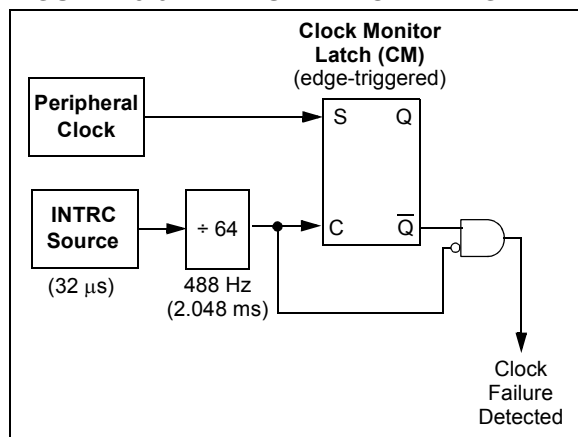 Clock Monitor
Latch (CM)
(edge-triggered)
Peripheral
Clock
S Q
INTRC
Source
÷ 64
C Q
(32 μs)
488 Hz
(2.048 ms)
Clock
Failure
Detected